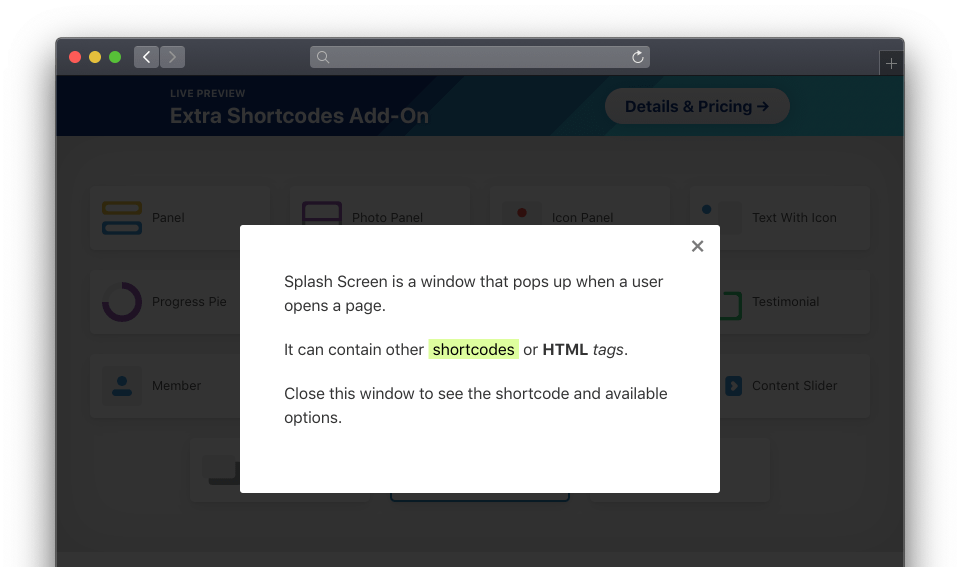 LIVE PREVIEW
Extra Shortcodes Add-On
Details & Pricing →
Panel
Photo Panel
Icon Panel
Text With Icon
Progress Pie
Testimonial
Member
Content Slider
Splash Screen is a window that pops up when a user
opens a page.
It can contain other shortcodes or HTML tags.
Close this window to see the shortcode and available
options.